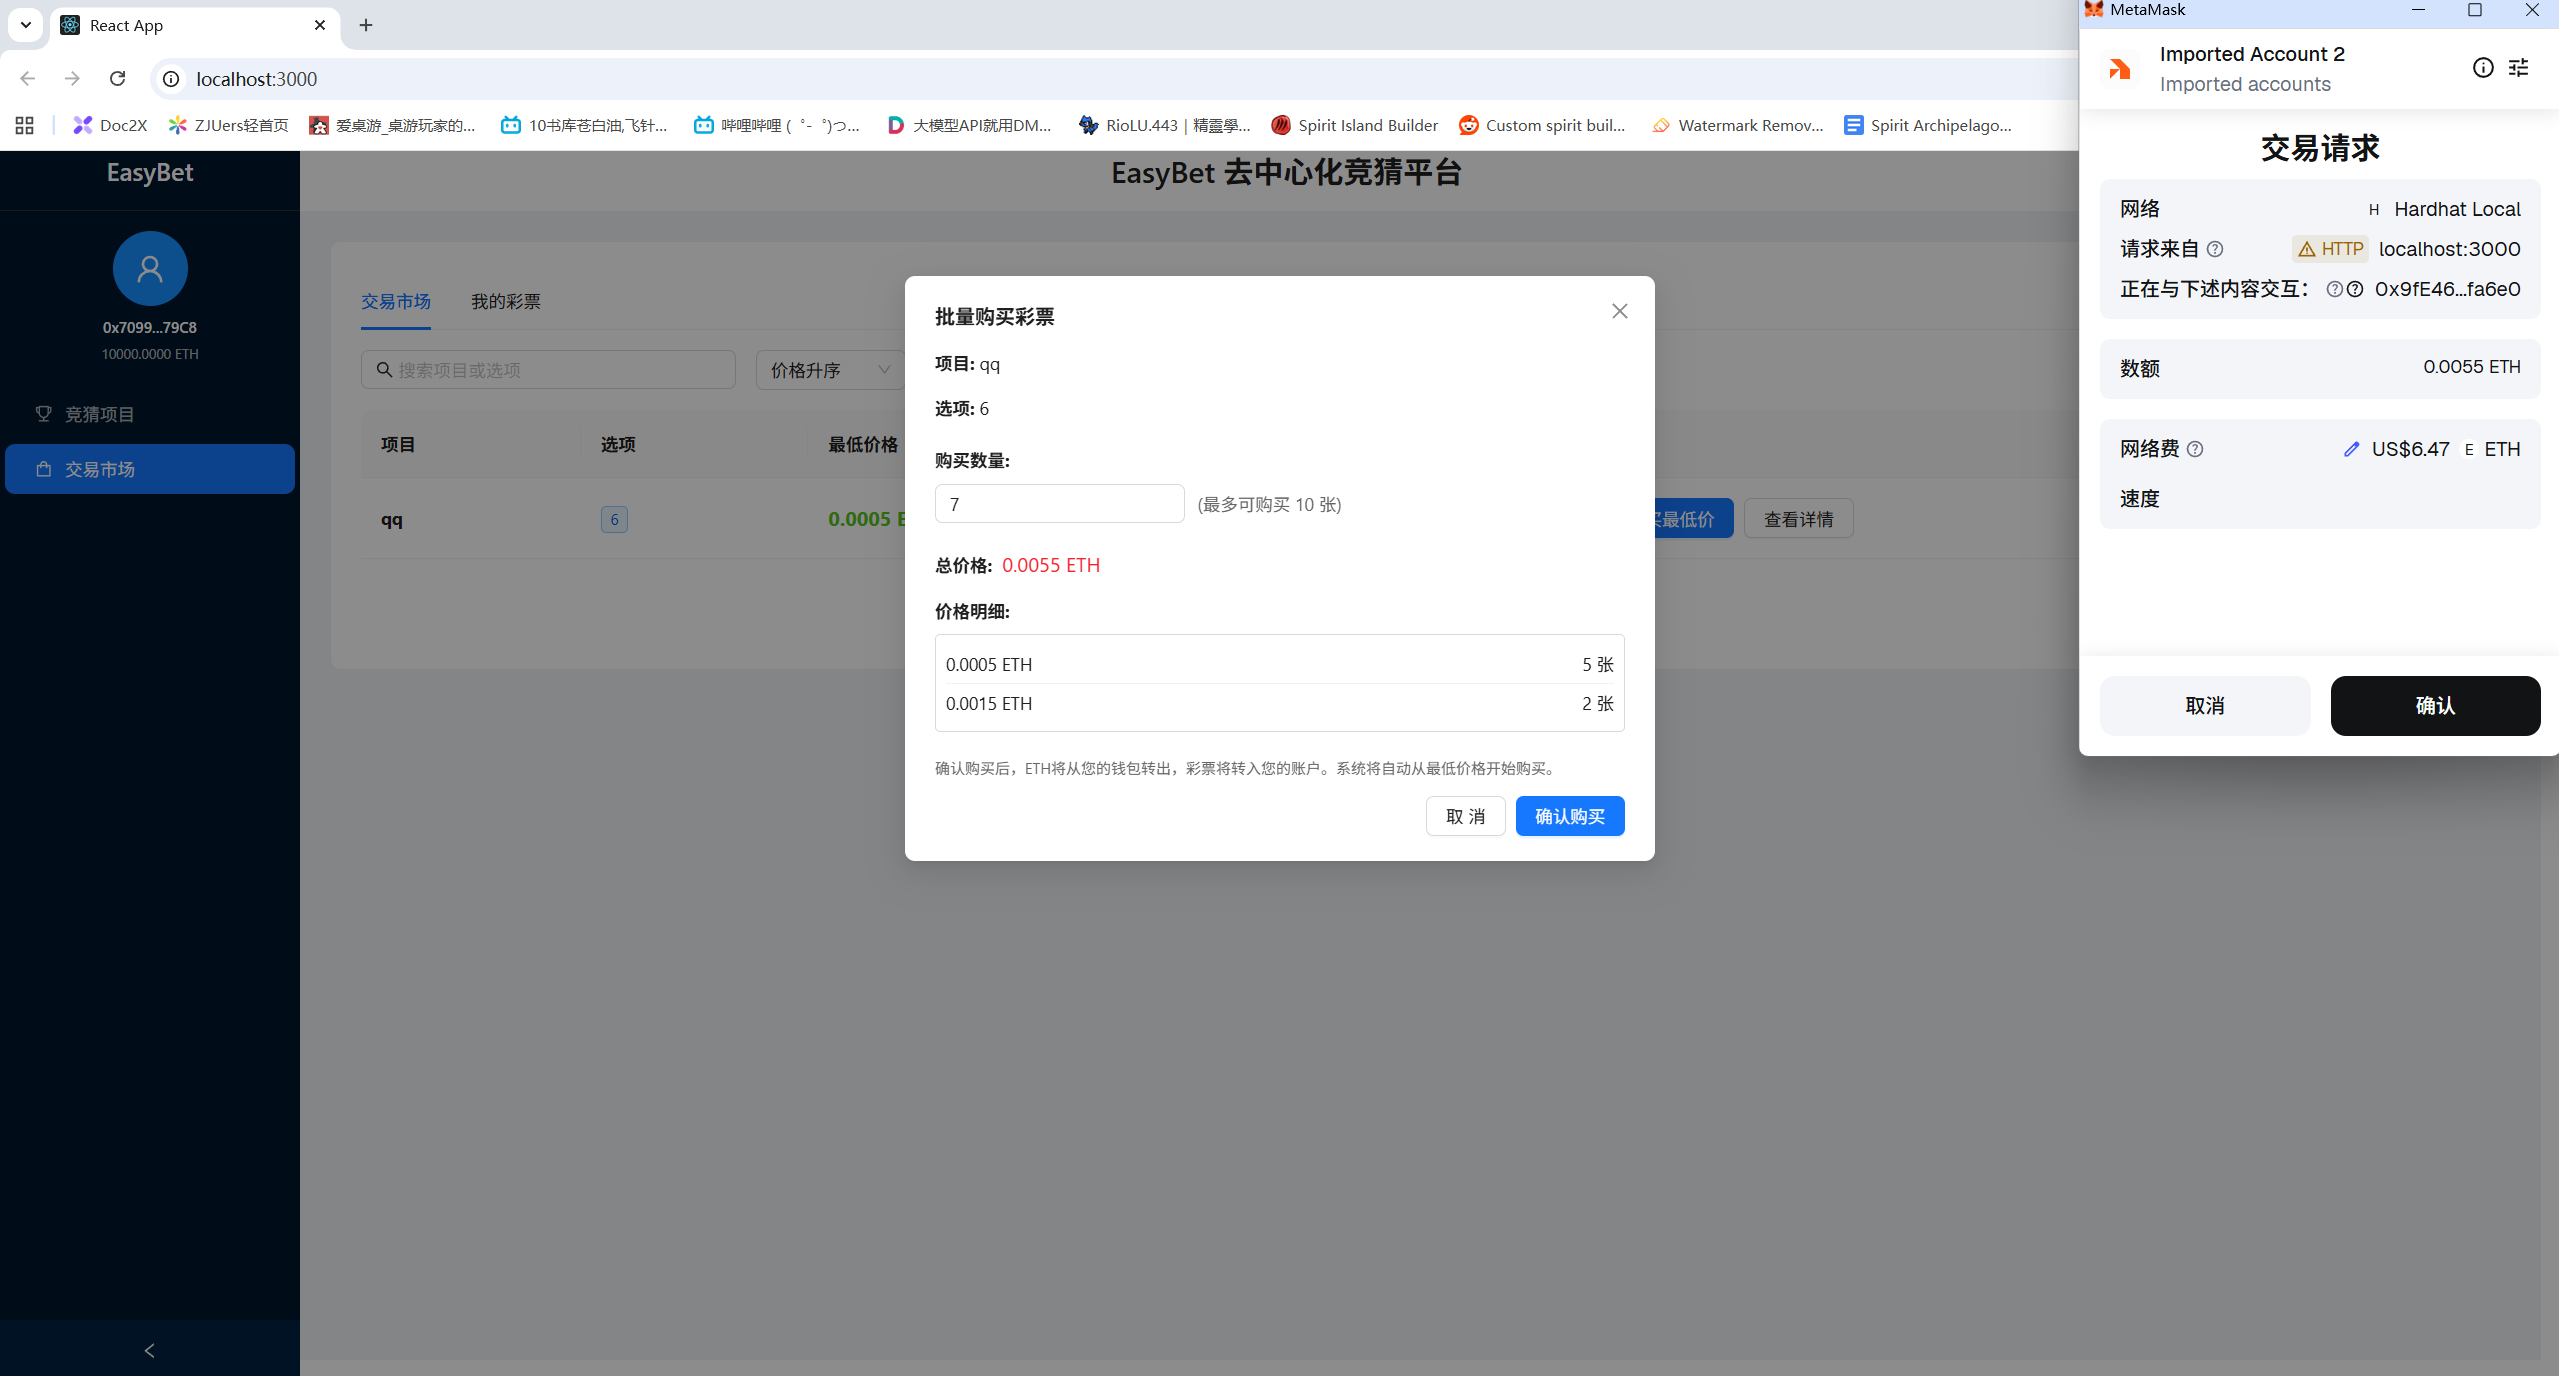 React App
localhost:3000
Doc2X
ZJUers轻首页
爱桌游_桌游玩家的...
10书库苍白油,飞针...
哔哩哔哩 (゜-゜)つ...
大模型API就用DM...
RioLU.443 | 精靈學...
Spirit Island Builder
Custom spirit buil...
Watermark Remov...
Spirit Archipelago...
EasyBet
0x7099...79C8
10000.0000 ETH
竞猜项目
交易市场
EasyBet 去中心化竞猜平台
交易市场 我的彩票
搜索项目或选项 价格升序
项目 选项 最低价格
qq 6 0.0005 E
买最低价 查看详情
批量购买彩票
项目: qq
选项: 6
购买数量:
7 (最多可购买 10 张)
总价格: 0.0055 ETH
价格明细:
0.0005 ETH 5 张
0.0015 ETH 2 张
确认购买后，ETH将从您的钱包转出，彩票将转入您的账户。系统将自动从最低价格开始购买。
取 消 确认购买
MetaMask
Imported Account 2
Imported accounts
交易请求
网络 H Hardhat Local
请求来自 HTTP localhost:3000
正在与下述内容交互： 0x9fE46...fa6e0
数额 0.0055 ETH
网络费 US$6.47 E ETH
速度
取消 确认